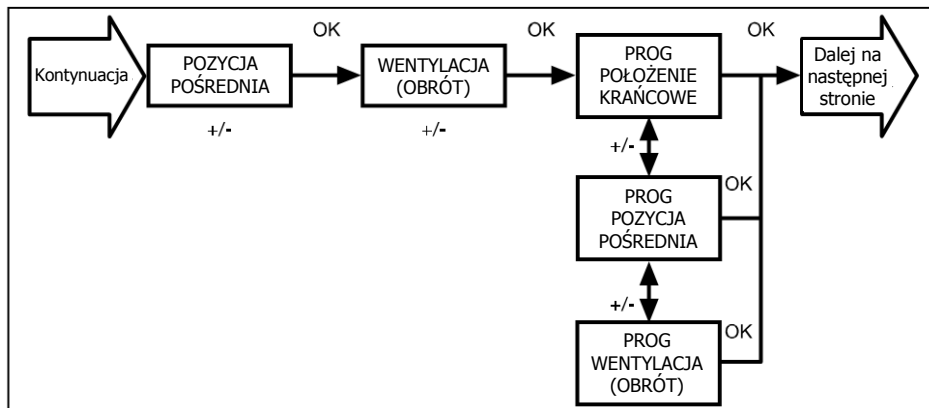 OK
OK
OK
Kontynuacja
POZYCJA
POŚREDNIA
WENTYLACJA
(OBRÓT)
PROG
POŁOŻENIE
KRAŃCOWE
Dalej na
następnej
stronie
+/-
+/-
+/-
OK
PROG
POZYCJA
POŚREDNIA
+/-
OK
PROG
WENTYLACJA
(OBRÓT)